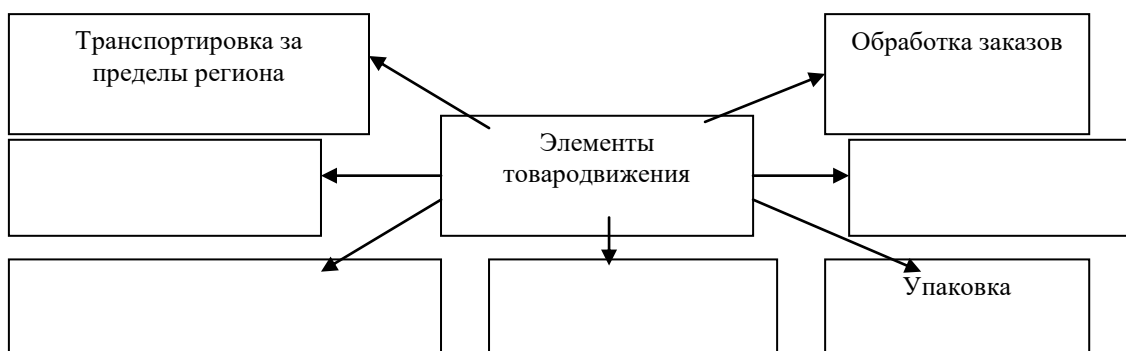 Транспортировка за
пределы региона
Обработка заказов
Элементы
товародвижения
Упаковка